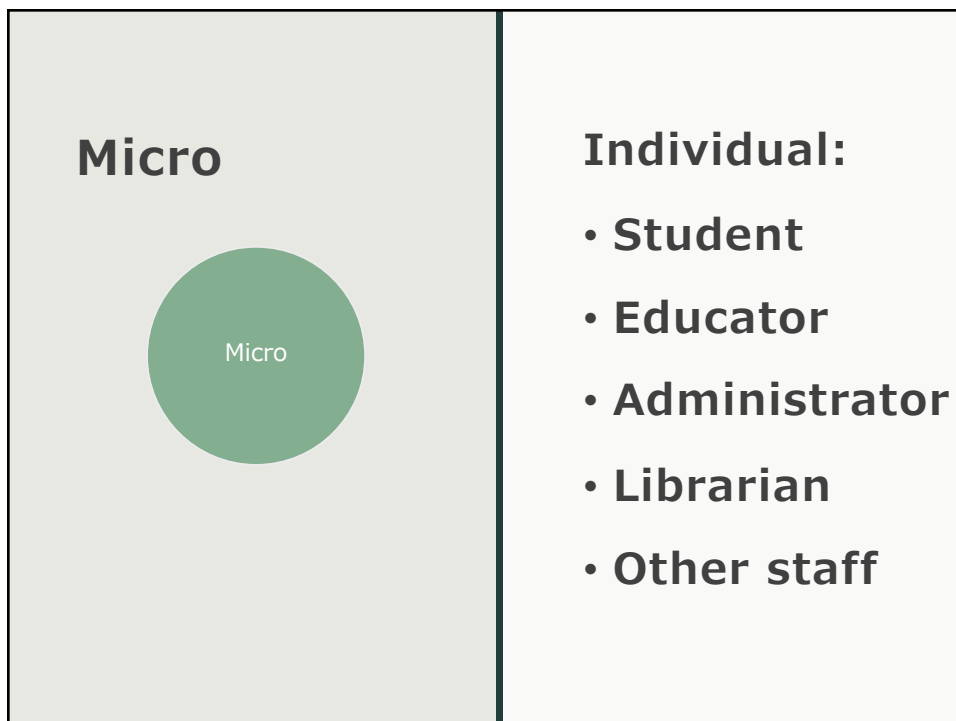 Micro
Micro
Individual:
• Student
• Educator
• Administrator
• Librarian
• Other staff